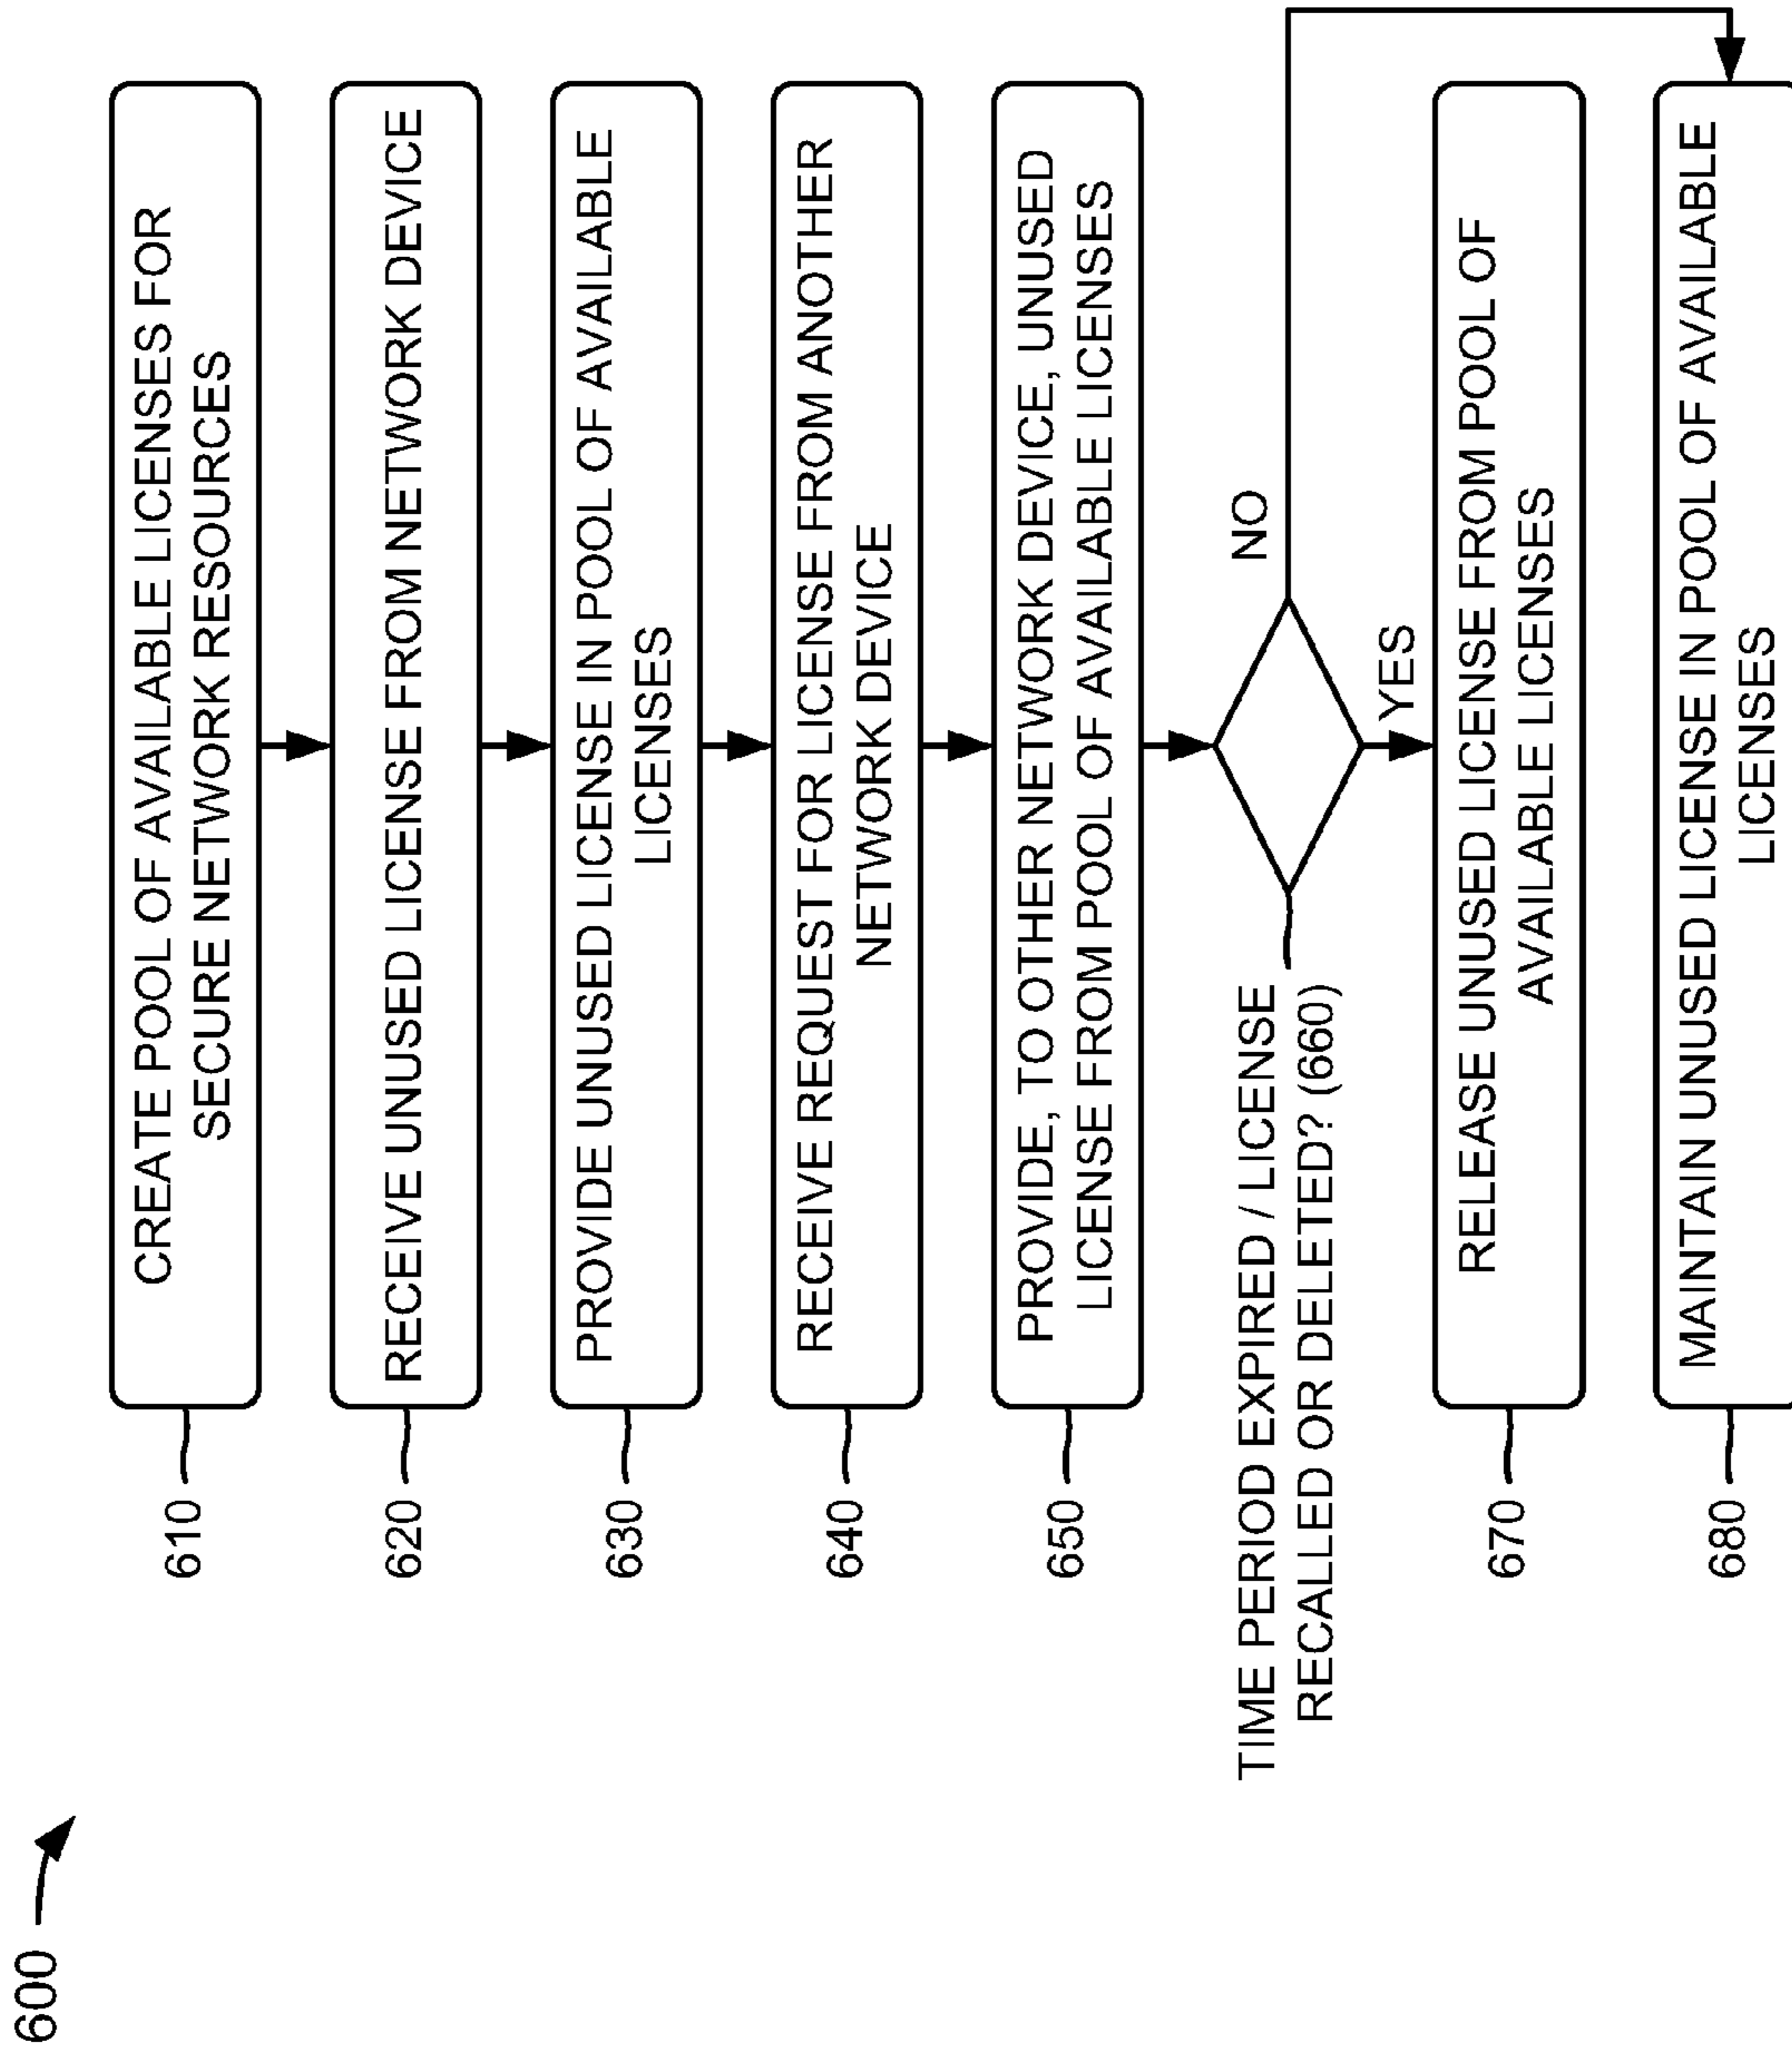 600
610
CREATE POOL OF AVAILABLE LICENSES FOR
SECURE NETWORK RESOURCES
620
RECEIVE UNUSED LICENSE FROM NETWORK DEVICE
630
PROVIDE UNUSED LICENSE IN POOL OF AVAILABLE
LICENSES
640
RECEIVE REQUEST FOR LICENSE FROM ANOTHER
NETWORK DEVICE
650
PROVIDE, TO OTHER NETWORK DEVICE, UNUSED
LICENSE FROM POOL OF AVAILABLE LICENSES
TIME PERIOD EXPIRED / LICENSE
RECALLED OR DELETED? (660)
NO
YES
670
RELEASE UNUSED LICENSE FROM POOL OF
AVAILABLE LICENSES
680
MAINTAIN UNUSED LICENSE IN POOL OF AVAILABLE
LICENSES